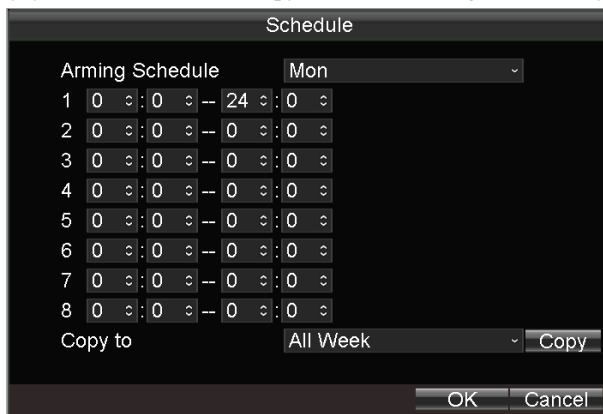 Schedule
Arming Schedule Mon
1 0 : 0 -- 24 : 0
2 0 : 0 -- 0 : 0
3 0 : 0 -- 0 : 0
4 0 : 0 -- 0 : 0
5 0 : 0 -- 0 : 0
6 0 : 0 -- 0 : 0
7 0 : 0 -- 0 : 0
8 0 : 0 -- 0 : 0
Copy to All Week Copy
OK Cancel